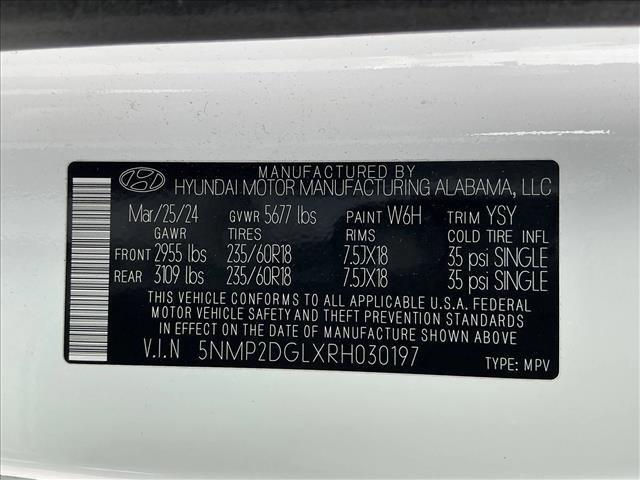 MANUFACTURED BY
HYUNDAI MOTOR MANUFACTURING ALABAMA, LLC
Mar/25/24 GVWR 5677 lbs PAINT W6H TRIM YSY
GAWR TIRES RIMS COLD TIRE INFL
FRONT 2955 lbs 235/60R18 7.5JX18 35 psi SINGLE
REAR 3109 lbs 235/60R18 7.5JX18 35 psi SINGLE
THIS VEHICLE CONFORMS TO ALL APPLICABLE U.S.A. FEDERAL
MOTOR VEHICLE SAFETY AND THEFT PREVENTION STANDARDS
IN EFFECT ON THE DATE OF MANUFACTURE SHOWN ABOVE
V.I.N 5NMP2DGLXRH030197
TYPE: MPV